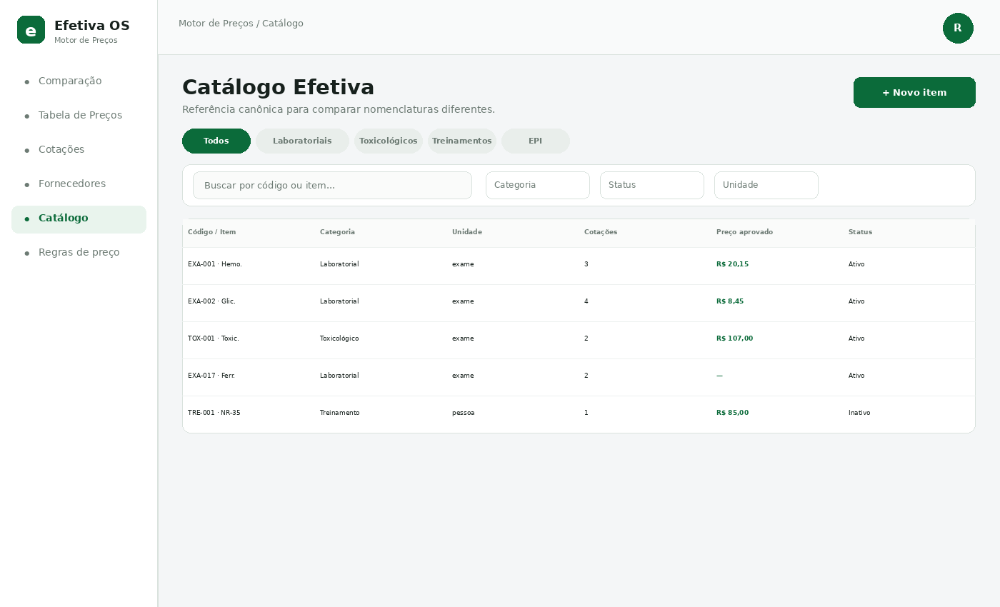 e
Efetiva OS
Motor de Preços
Comparação
Tabela de Preços
Cotações
Fornecedores
Catálogo
Regras de preço
Motor de Preços / Catálogo
R
Catálogo Efetiva
Referência canônica para comparar nomenclaturas diferentes.
+ Novo item
Todos Laboratoriais Toxicológicos Treinamentos EPI
Buscar por código ou item... Categoria Status Unidade
Código / Item Categoria Unidade Cotações Preço aprovado Status
EXA-001 · Hemo. Laboratorial exame 3 R$ 20,15 Ativo
EXA-002 · Glic. Laboratorial exame 4 R$ 8,45 Ativo
TOX-001 · Toxic. Toxicológico exame 2 R$ 107,00 Ativo
EXA-017 · Ferr. Laboratorial exame 2 — Ativo
TRE-001 · NR-35 Treinamento pessoa 1 R$ 85,00 Inativo